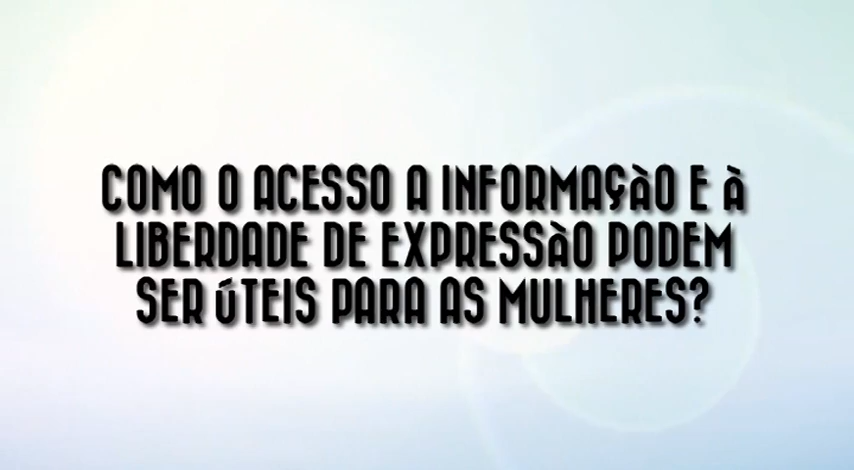 COMO O ACESSO A INFORMAÇÃO E À
LIBERDADE DE EXPRESSÃO PODEM
SER ÚTEIS PARA AS MULHERES?